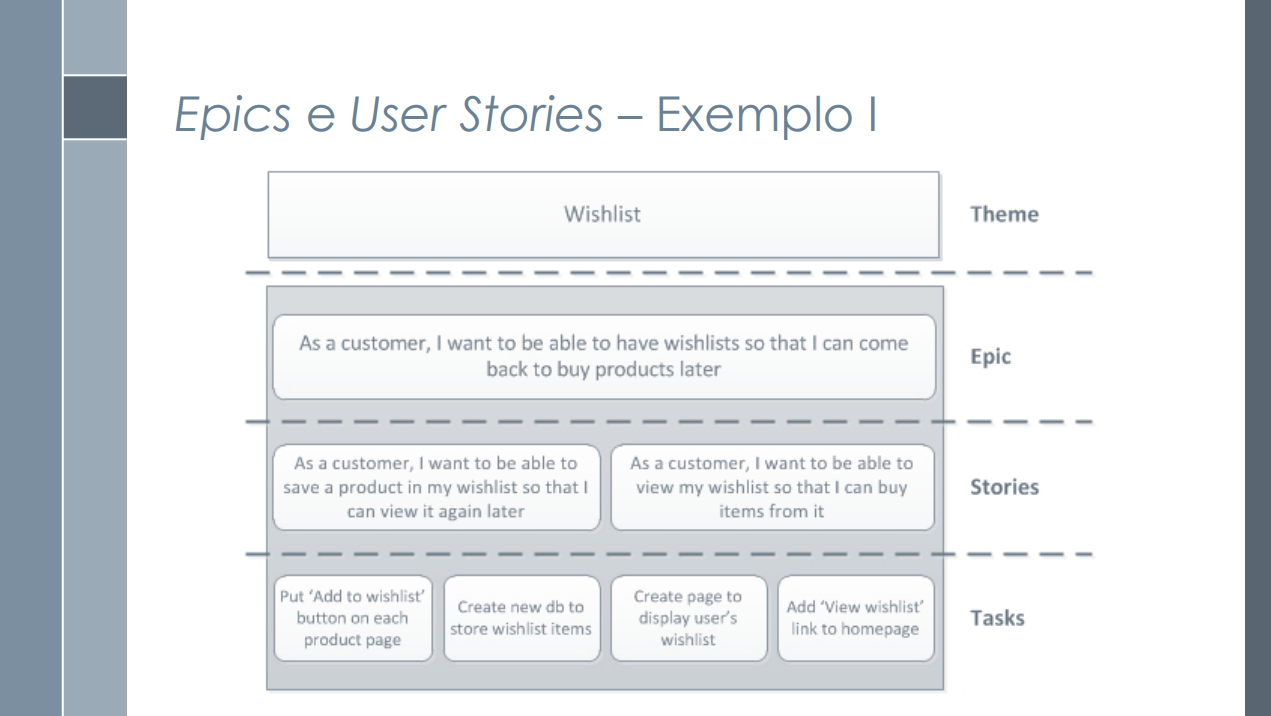 Epics e User Stories – Exemplo I
Wishlist
Theme
As a customer, I want to be able to have wishlists so that I can come
back to buy products later
Epic
As a customer, I want to be able to
save a product in my wishlist so that I
can view it again later
As a customer, I want to be able to
view my wishlist so that I can buy
items from it
Stories
Put ‘Add to wishlist’
button on each
product page
Create new db to
store wishlist items
Create page to
display user’s
wishlist
Add ‘View wishlist’
link to homepage
Tasks